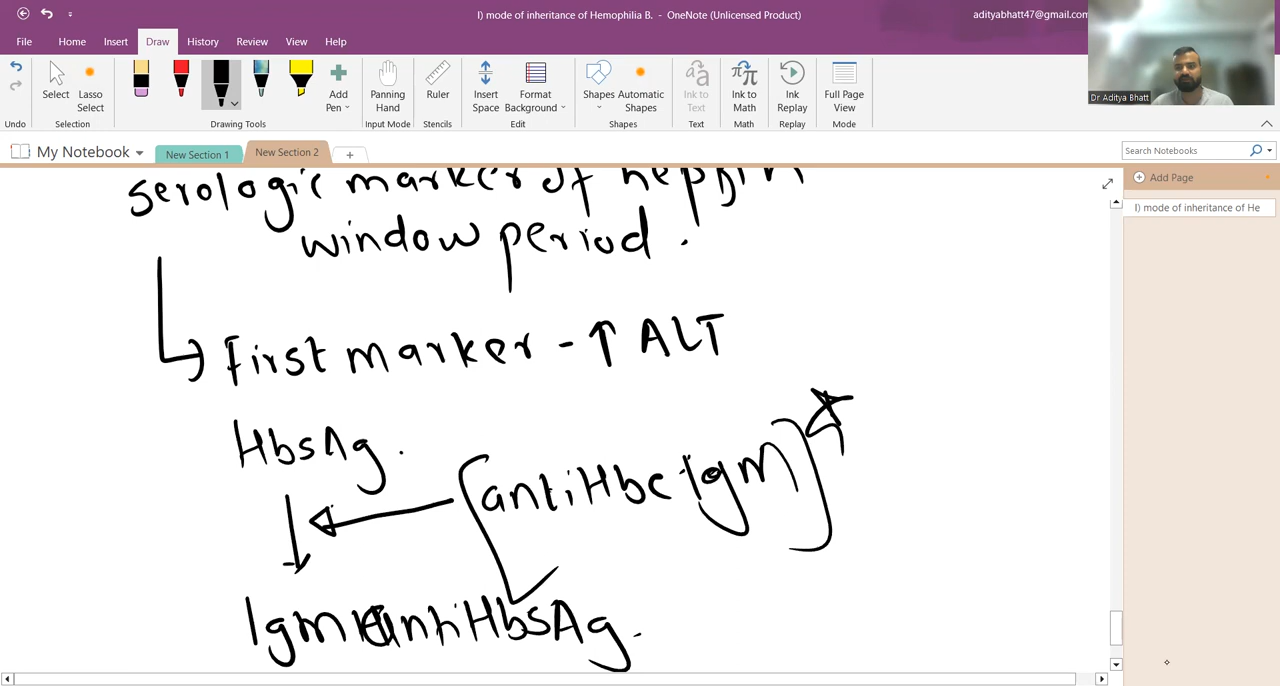 I) mode of inheritance of Hemophilia B. - OneNote (Unlicensed Product)
adityabhatt47@gmail.com
File Home Insert Draw History Review View Help
Undo
Select
Lasso Select
Selection
Drawing Tools
Add Pen
Panning Hand
Input Mode
Ruler
Stencils
Insert Space
Format Background
Edit
Shapes
Automatic Shapes
Shapes
Ink to Text
Text
Ink to Math
Math
Ink Replay
Replay
Full Page View
Mode
Dr Aditya Bhatt
My Notebook
New Section 1
New Section 2
Search Notebooks
Add Page
I) mode of inheritance of He
serologic marker of in
window period.
First marker - ↑ ALT
HbsAg.
[antiHbc IgM]
IgM antiHbsAg.